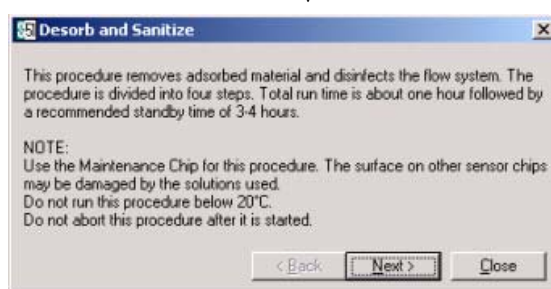 Desorb and Sanitize
This procedure removes adsorbed material and disinfects the flow system. The
procedure is divided into four steps. Total run time is about one hour followed by
a recommended standby time of 3-4 hours.
NOTE:
Use the Maintenance Chip for this procedure. The surface on other sensor chips
may be damaged by the solutions used.
Do not run this procedure below 20°C.
Do not abort this procedure after it is started.
< Back Next > Close